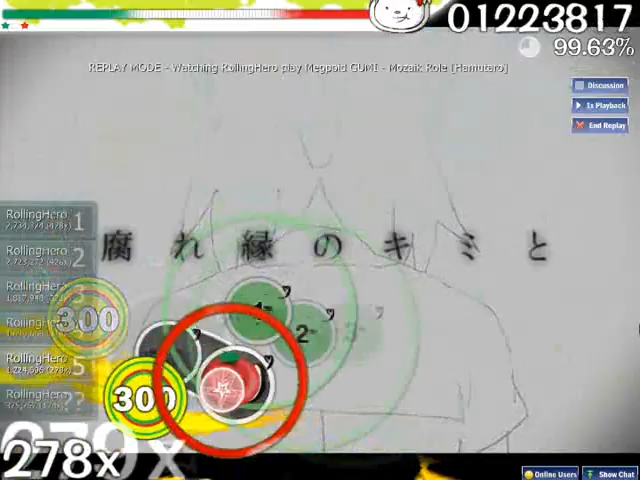 01223817
99.63%
REPLAY MODE - Watching RollingHero play Megpoid GUMI - Mozaik Role [Hamutaro]
Discussion
1x Playback
End Replay
RollingHero
1
RollingHero
2
腐れ縁のキミと
RollingHero
300
1
2
3
RollingHero
5
RollingHero
300
278x
Online Users
Show Chat